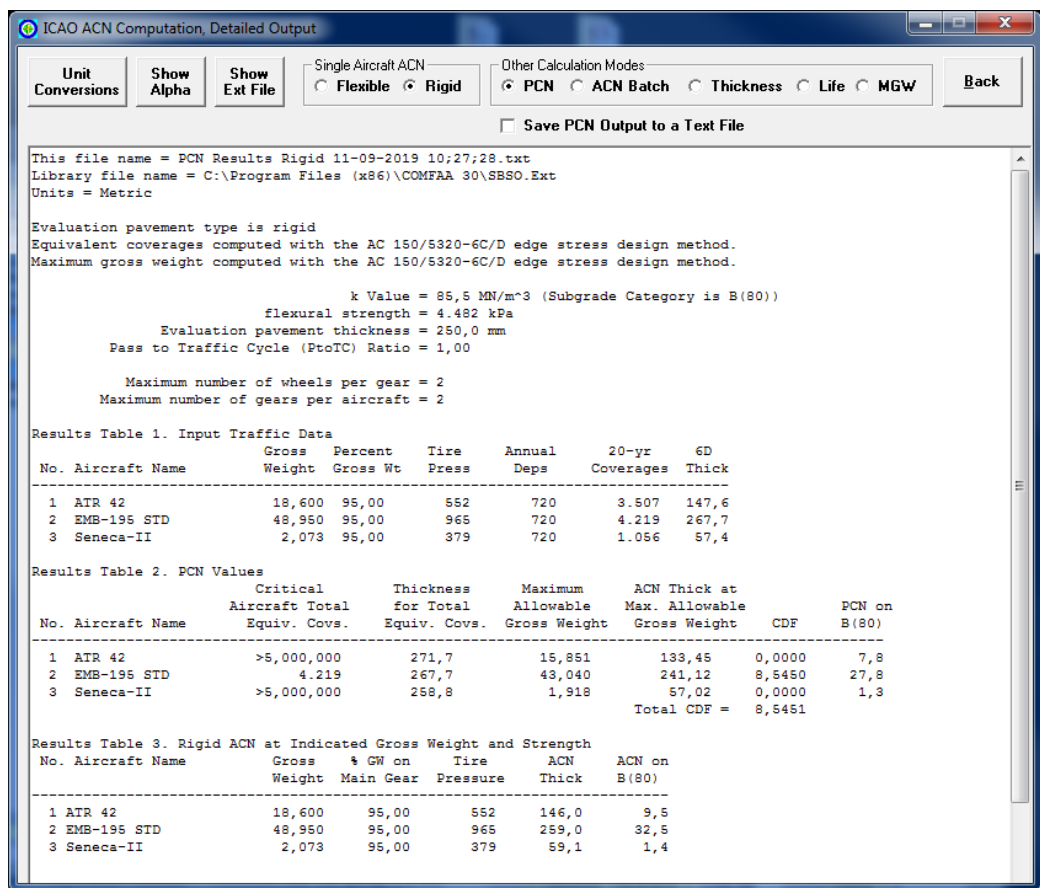 ICAO ACN Computation, Detailed Output
Unit Conversions
Show Alpha
Show Ext File
Single Aircraft ACN
Flexible Rigid
Other Calculation Modes
PCN ACN Batch Thickness Life MGW
Back
Save PCN Output to a Text File
This file name = PCN Results Rigid 11-09-2019 10;27;28.txt
Library file name = C:\Program Files (x86)\COMFAA 30\SBSO.Ext
Units = Metric
Evaluation pavement type is rigid
Equivalent coverages computed with the AC 150/5320-6C/D edge stress design method.
Maximum gross weight computed with the AC 150/5320-6C/D edge stress design method.
k Value = 85,5 MN/m^3 (Subgrade Category is B(80))
flexural strength = 4.482 kPa
Evaluation pavement thickness = 250,0 mm
Pass to Traffic Cycle (PtoTC) Ratio = 1,00
Maximum number of wheels per gear = 2
Maximum number of gears per aircraft = 2
Results Table 1. Input Traffic Data
Gross Percent Tire Annual 20-yr 6D
No. Aircraft Name Weight Gross Wt Press Deps Coverages Thick
1 ATR 42 18,600 95,00 552 720 3.507 147,6
2 EMB-195 STD 48,950 95,00 965 720 4.219 267,7
3 Seneca-II 2,073 95,00 379 720 1.056 57,4
Results Table 2. PCN Values
Critical Thickness Maximum ACN Thick at
Aircraft Total for Total Allowable Max. Allowable PCN on
No. Aircraft Name Equiv. Covs. Equiv. Covs. Gross Weight Gross Weight CDF B(80)
1 ATR 42 >5,000,000 271,7 15,851 133,45 0,0000 7,8
2 EMB-195 STD 4.219 267,7 43,040 241,12 8,5450 27,8
3 Seneca-II >5,000,000 258,8 1,918 57,02 0,0000 1,3
Total CDF = 8,5451
Results Table 3. Rigid ACN at Indicated Gross Weight and Strength
No. Aircraft Name Gross % GW on Tire ACN ACN on
Weight Main Gear Pressure Thick B(80)
1 ATR 42 18,600 95,00 552 146,0 9,5
2 EMB-195 STD 48,950 95,00 965 259,0 32,5
3 Seneca-II 2,073 95,00 379 59,1 1,4